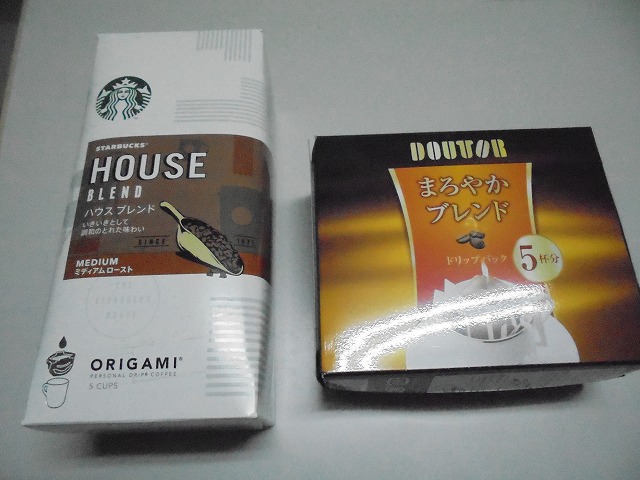 STARBUCKS®
HOUSE
BLEND
ハウス ブレンド
いきいきとして
調和のとれた味わい
SINCE 1971
MEDIUM
ミディアム ロースト
ORIGAMI®
PERSONAL DRIP® COFFEE
5 CUPS
DOUTOR
まろやか
ブレンド
ドリップパック
5杯分